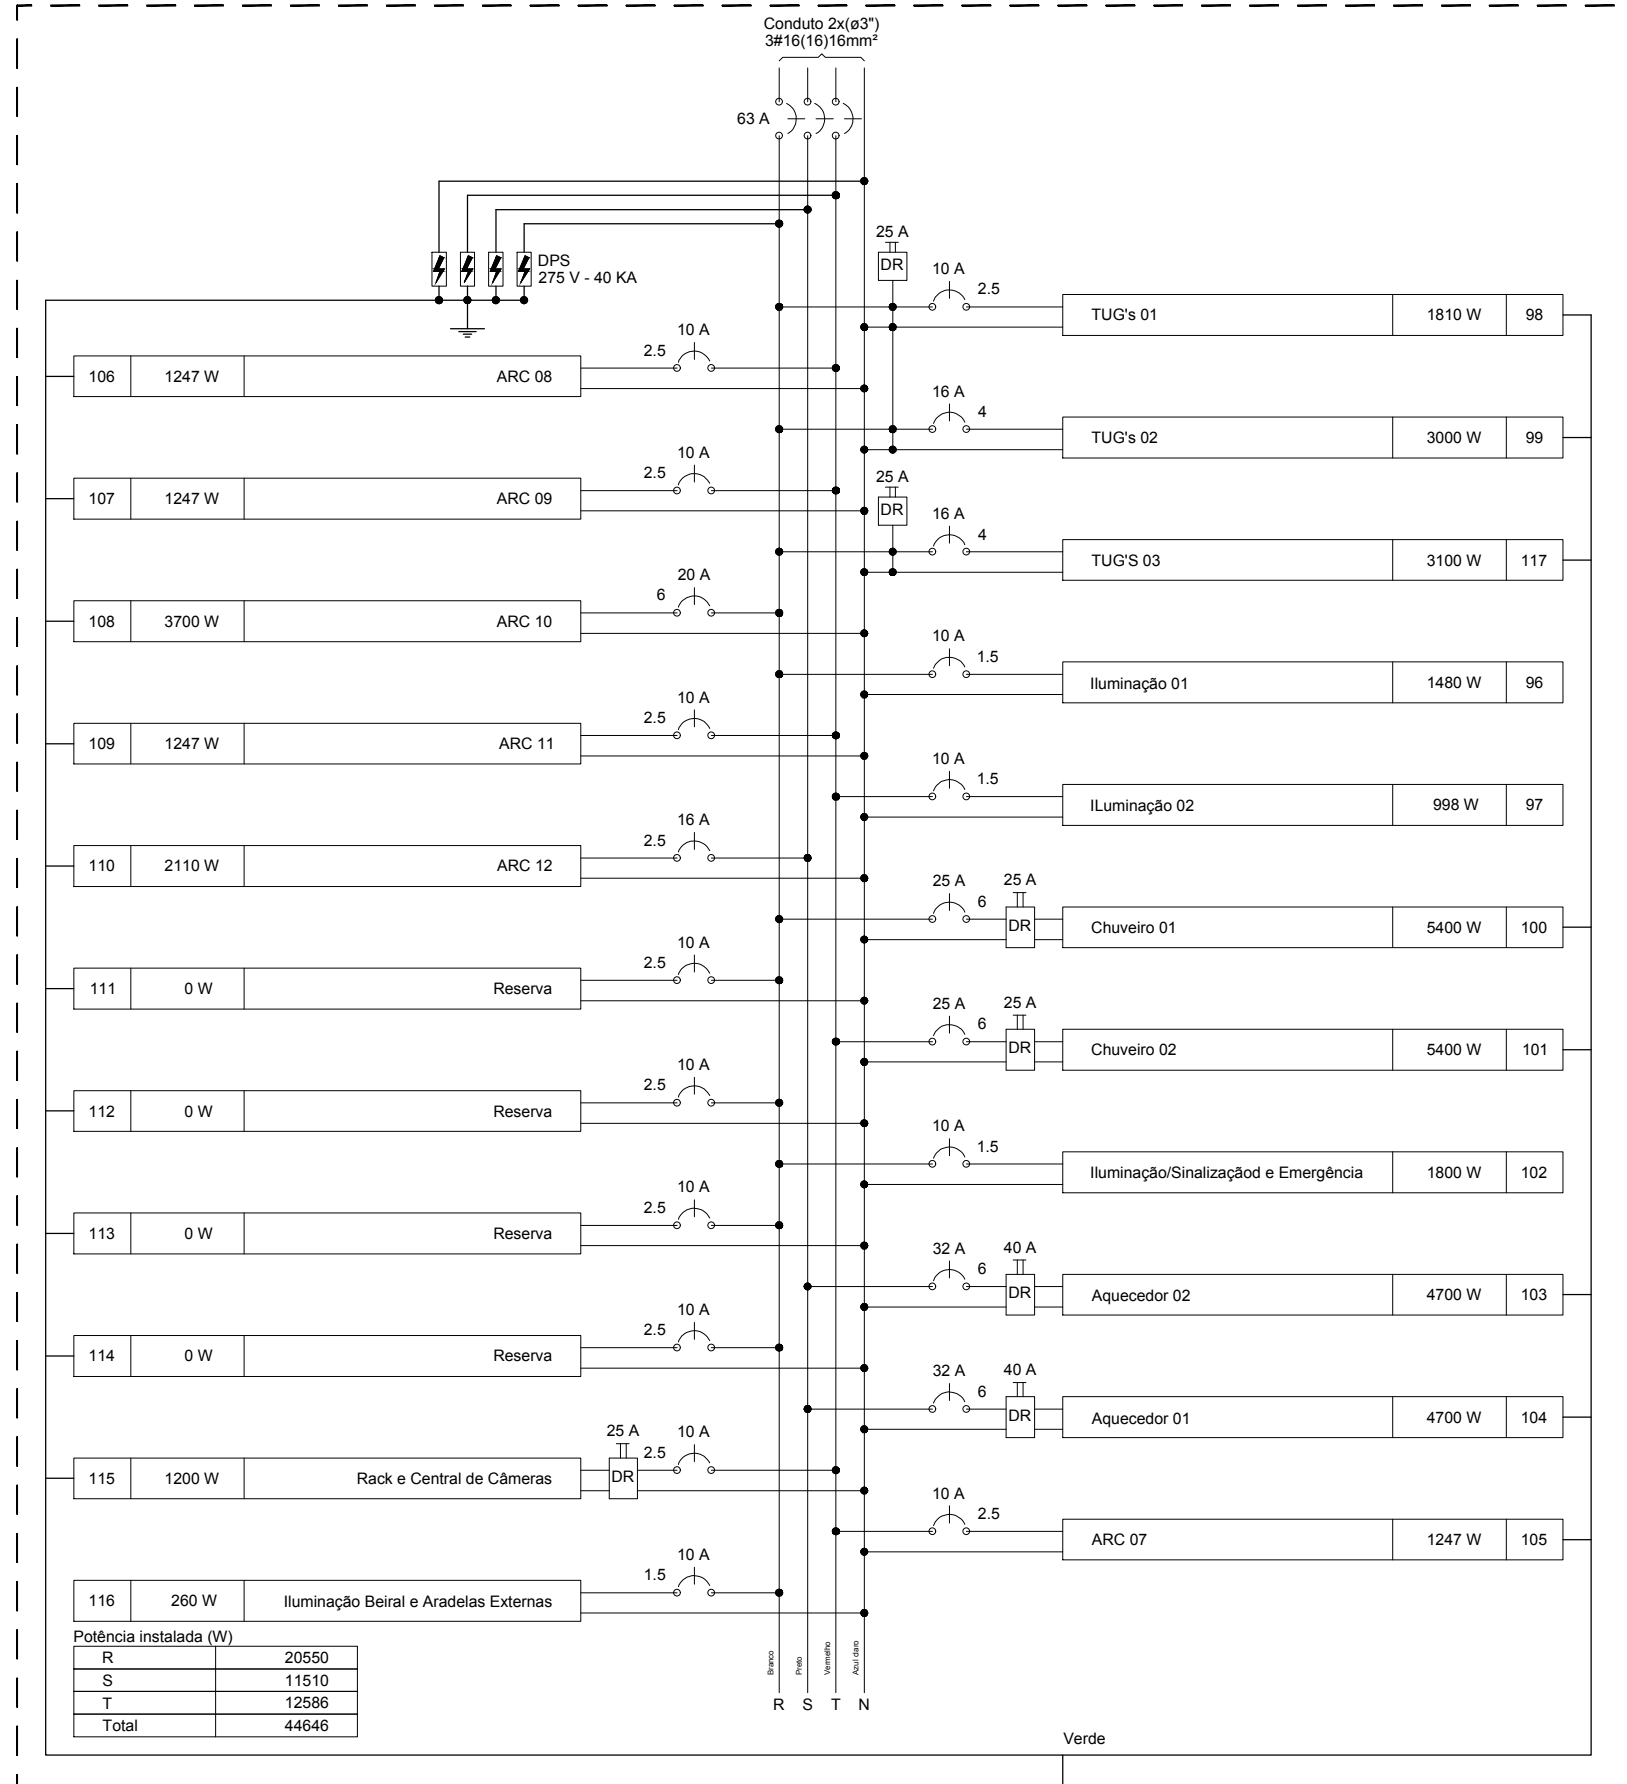 Conduto 2x(ø3")
3#16(16)16mm²
63 A
DPS
275 V - 40 KA
25 A
DR
10 A
2.5
TUG's 01 1810 W 98
10 A
2.5
106 1247 W ARC 08
16 A
4
TUG's 02 3000 W 99
10 A
2.5
107 1247 W ARC 09
25 A
DR
16 A
4
TUG'S 03 3100 W 117
20 A
6
108 3700 W ARC 10
10 A
1.5
Iluminação 01 1480 W 96
10 A
2.5
109 1247 W ARC 11
10 A
1.5
ILuminação 02 998 W 97
16 A
2.5
110 2110 W ARC 12
25 A 25 A
6
DR
Chuveiro 01 5400 W 100
10 A
2.5
111 0 W Reserva
25 A 25 A
6
DR
Chuveiro 02 5400 W 101
10 A
2.5
112 0 W Reserva
10 A
1.5
Iluminação/Sinalizaçãod e Emergência 1800 W 102
10 A
2.5
113 0 W Reserva
32 A 40 A
6
DR
Aquecedor 02 4700 W 103
10 A
2.5
114 0 W Reserva
32 A 40 A
6
DR
Aquecedor 01 4700 W 104
25 A 10 A
2.5
DR
115 1200 W Rack e Central de Câmeras
10 A
2.5
ARC 07 1247 W 105
10 A
1.5
116 260 W Iluminação Beiral e Aradelas Externas
Potência instalada (W)
R 20550
S 11510
T 12586
Total 44646
Branco
Preto
Vermelho
Azul claro
R S T N
Verde